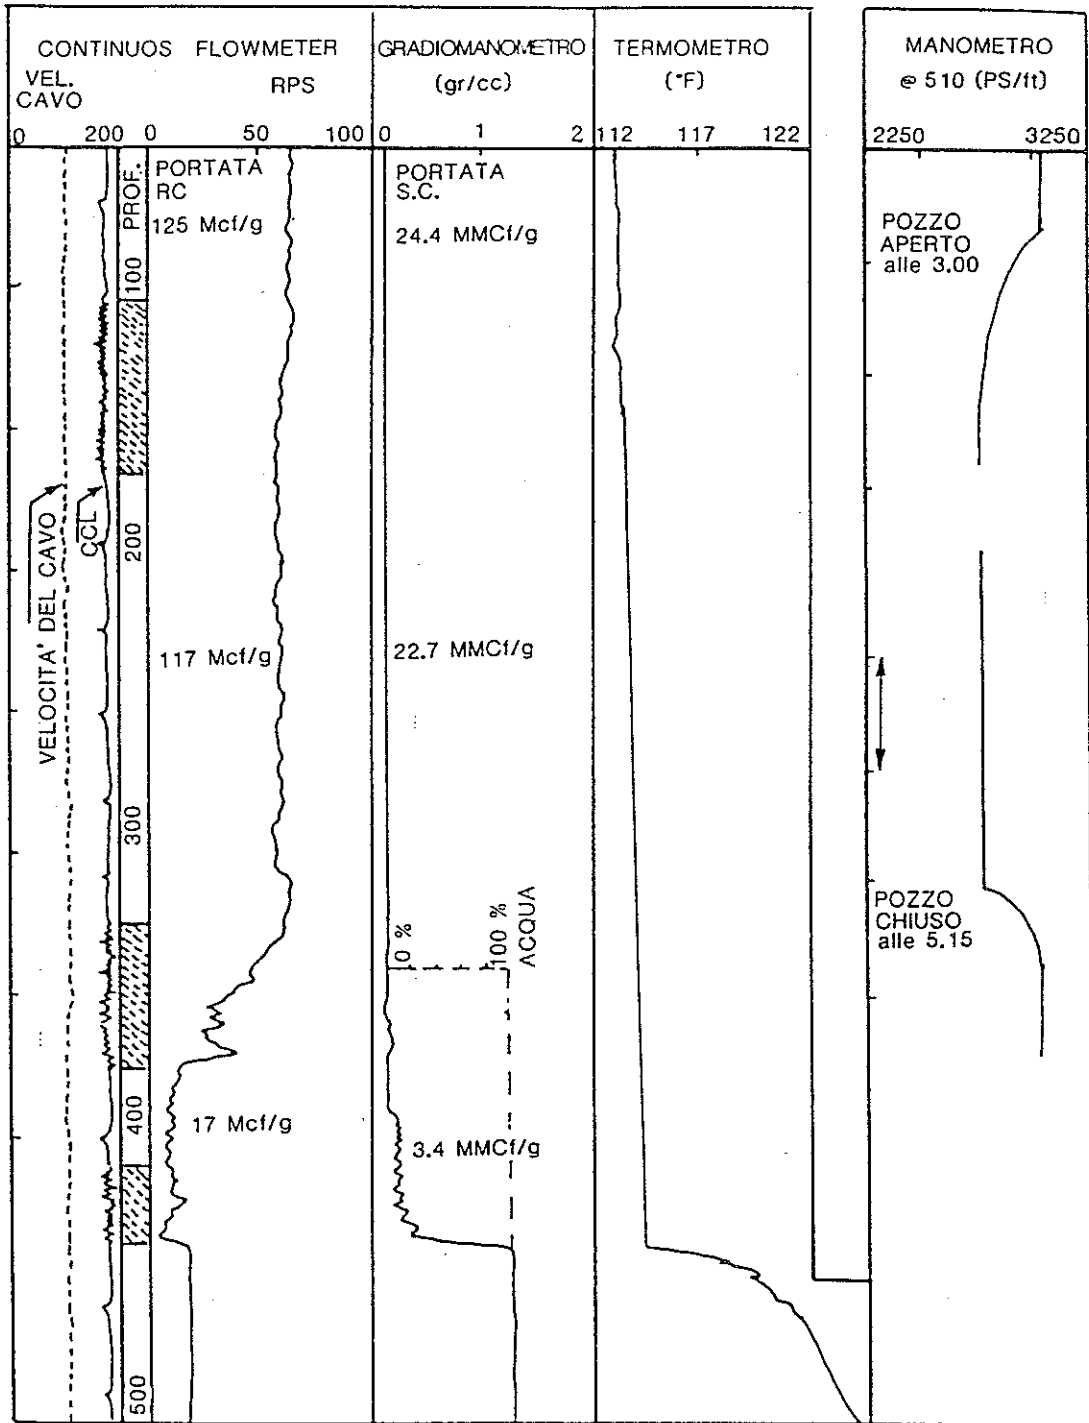 CONTINUOS FLOWMETER
VEL.
CAVO
RPS
GRADIOMANOMETRO
(gr/cc)
TERMOMETRO
(°F)
MANOMETRO
@ 510 (PS/ft)
0 200 0 50 100 0 1 2 112 117 122 2250 3250
PROF.
PORTATA
RC
125 Mcf/g
PORTATA
S.C.
24.4 MMCf/g
POZZO
APERTO
alle 3.00
100
VELOCITA' DEL CAVO
CCL
200
117 Mcf/g
22.7 MMCf/g
300
0 %
100 %
ACQUA
POZZO
CHIUSO
alle 5.15
400
17 Mcf/g
3.4 MMCf/g
500